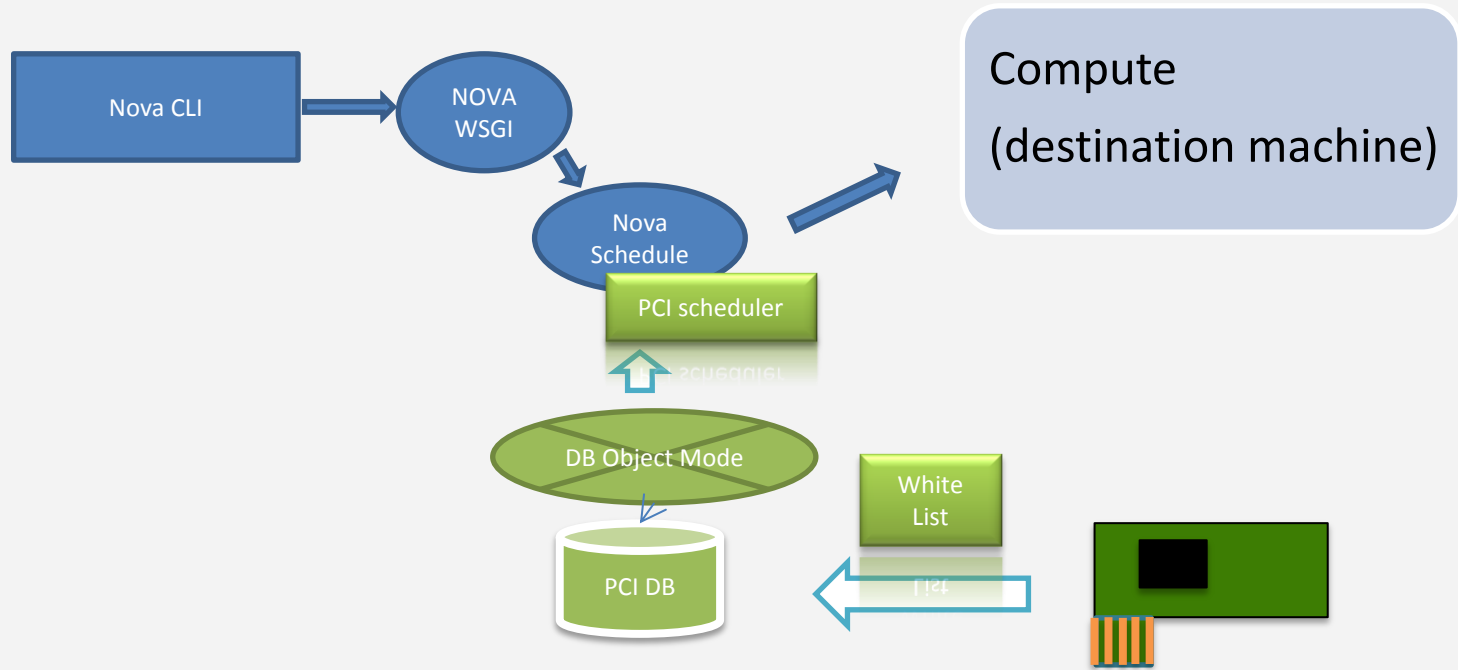 Nova CLI
NOVA
WSGI
Compute
(destination machine)
Nova
Schedule
PCI scheduler
DB Object Mode
White
List
PCI DB